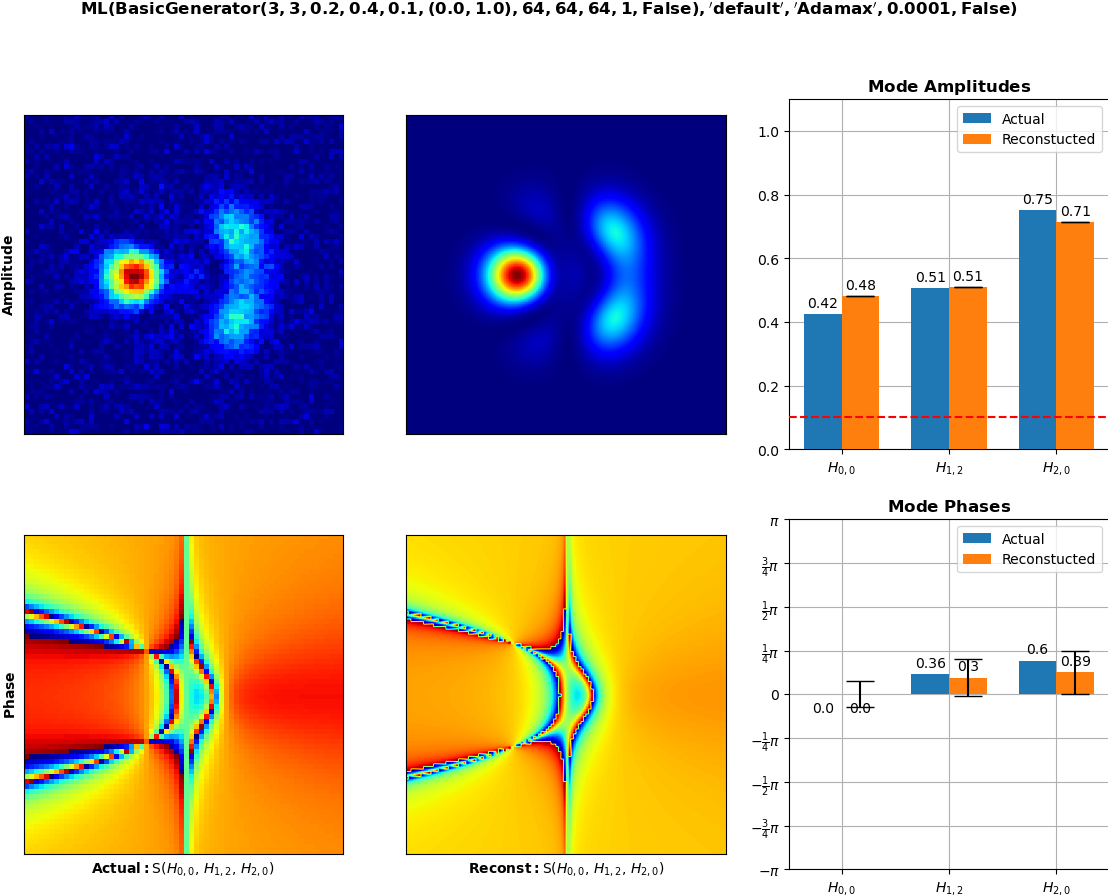 ML(BasicGenerator(3, 3, 0.2, 0.4, 0.1, (0.0, 1.0), 64, 64, 64, 1, False), ′default′, ′Adamax′, 0.0001, False)
Mode Amplitudes
Amplitude
1.0
0.8
0.6
0.4
0.2
0.0
Actual
Reconstucted
0.42
0.48
0.51
0.51
0.75
0.71
H0,0
H1,2
H2,0
Mode Phases
Phase
π
3/4π
1/2π
1/4π
0
−1/4π
−1/2π
−3/4π
−π
Actual
Reconstucted
0.0
0.0
0.36
0.3
0.6
H0,0
H1,2
H2,0
Actual: S(H0,0, H1,2, H2,0)
Reconst: S(H0,0, H1,2, H2,0)